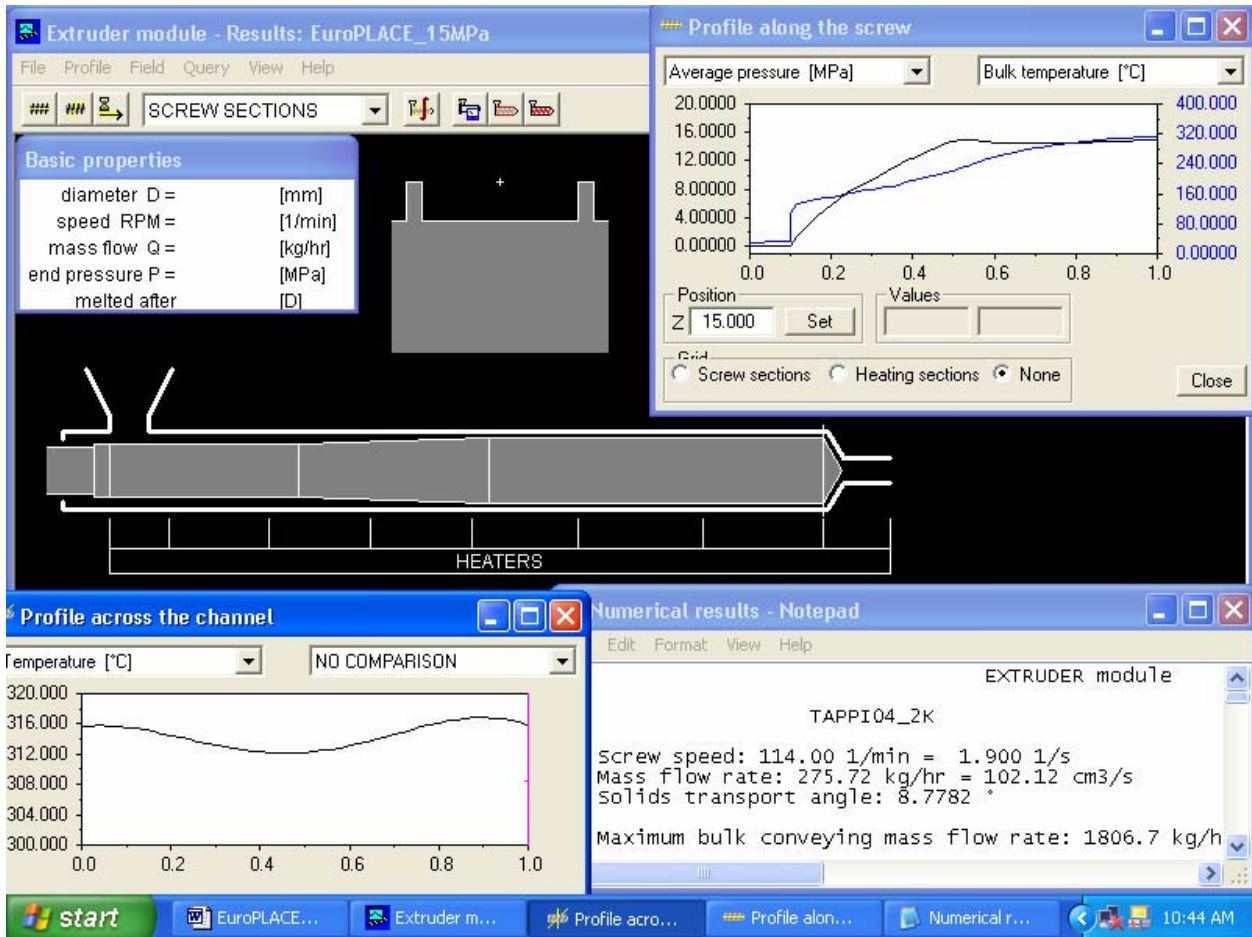 Extruder module - Results: EuroPLACE_15MPa
File Profile Field Query View Help
SCREW SECTIONS
Basic properties
diameter D = [mm]
speed RPM = [1/min]
mass flow Q = [kg/hr]
end pressure P = [MPa]
melted after [D]
HEATERS
Profile along the screw
Average pressure [MPa] Bulk temperature [°C]
20.0000 400.000
16.0000 320.000
12.0000 240.000
8.00000 160.000
4.00000 80.0000
0.00000 0.00000
0.0 0.2 0.4 0.6 0.8 1.0
Position Values
Z 15.000 Set
Grid
Screw sections Heating sections None
Close
Profile across the channel
Temperature [°C] NO COMPARISON
320.000
316.000
312.000
308.000
304.000
300.000
0.0 0.2 0.4 0.6 0.8 1.0
Numerical results - Notepad
Edit Format View Help
EXTRUDER module
TAPPI04_2K
Screw speed: 114.00 1/min = 1.900 1/s
Mass flow rate: 275.72 kg/hr = 102.12 cm3/s
Solids transport angle: 8.7782 °
Maximum bulk conveying mass flow rate: 1806.7 kg/h
start EuroPLACE... Extruder m... Profile acro... Profile alon... Numerical r... 10:44 AM